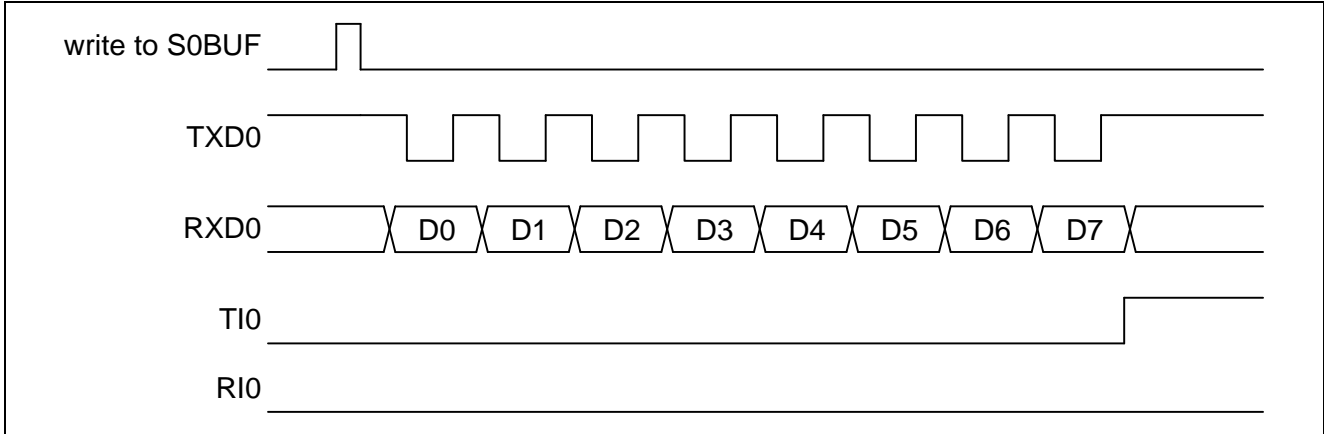 write to S0BUF
TXD0
RXD0 D0 D1 D2 D3 D4 D5 D6 D7
TI0
RI0